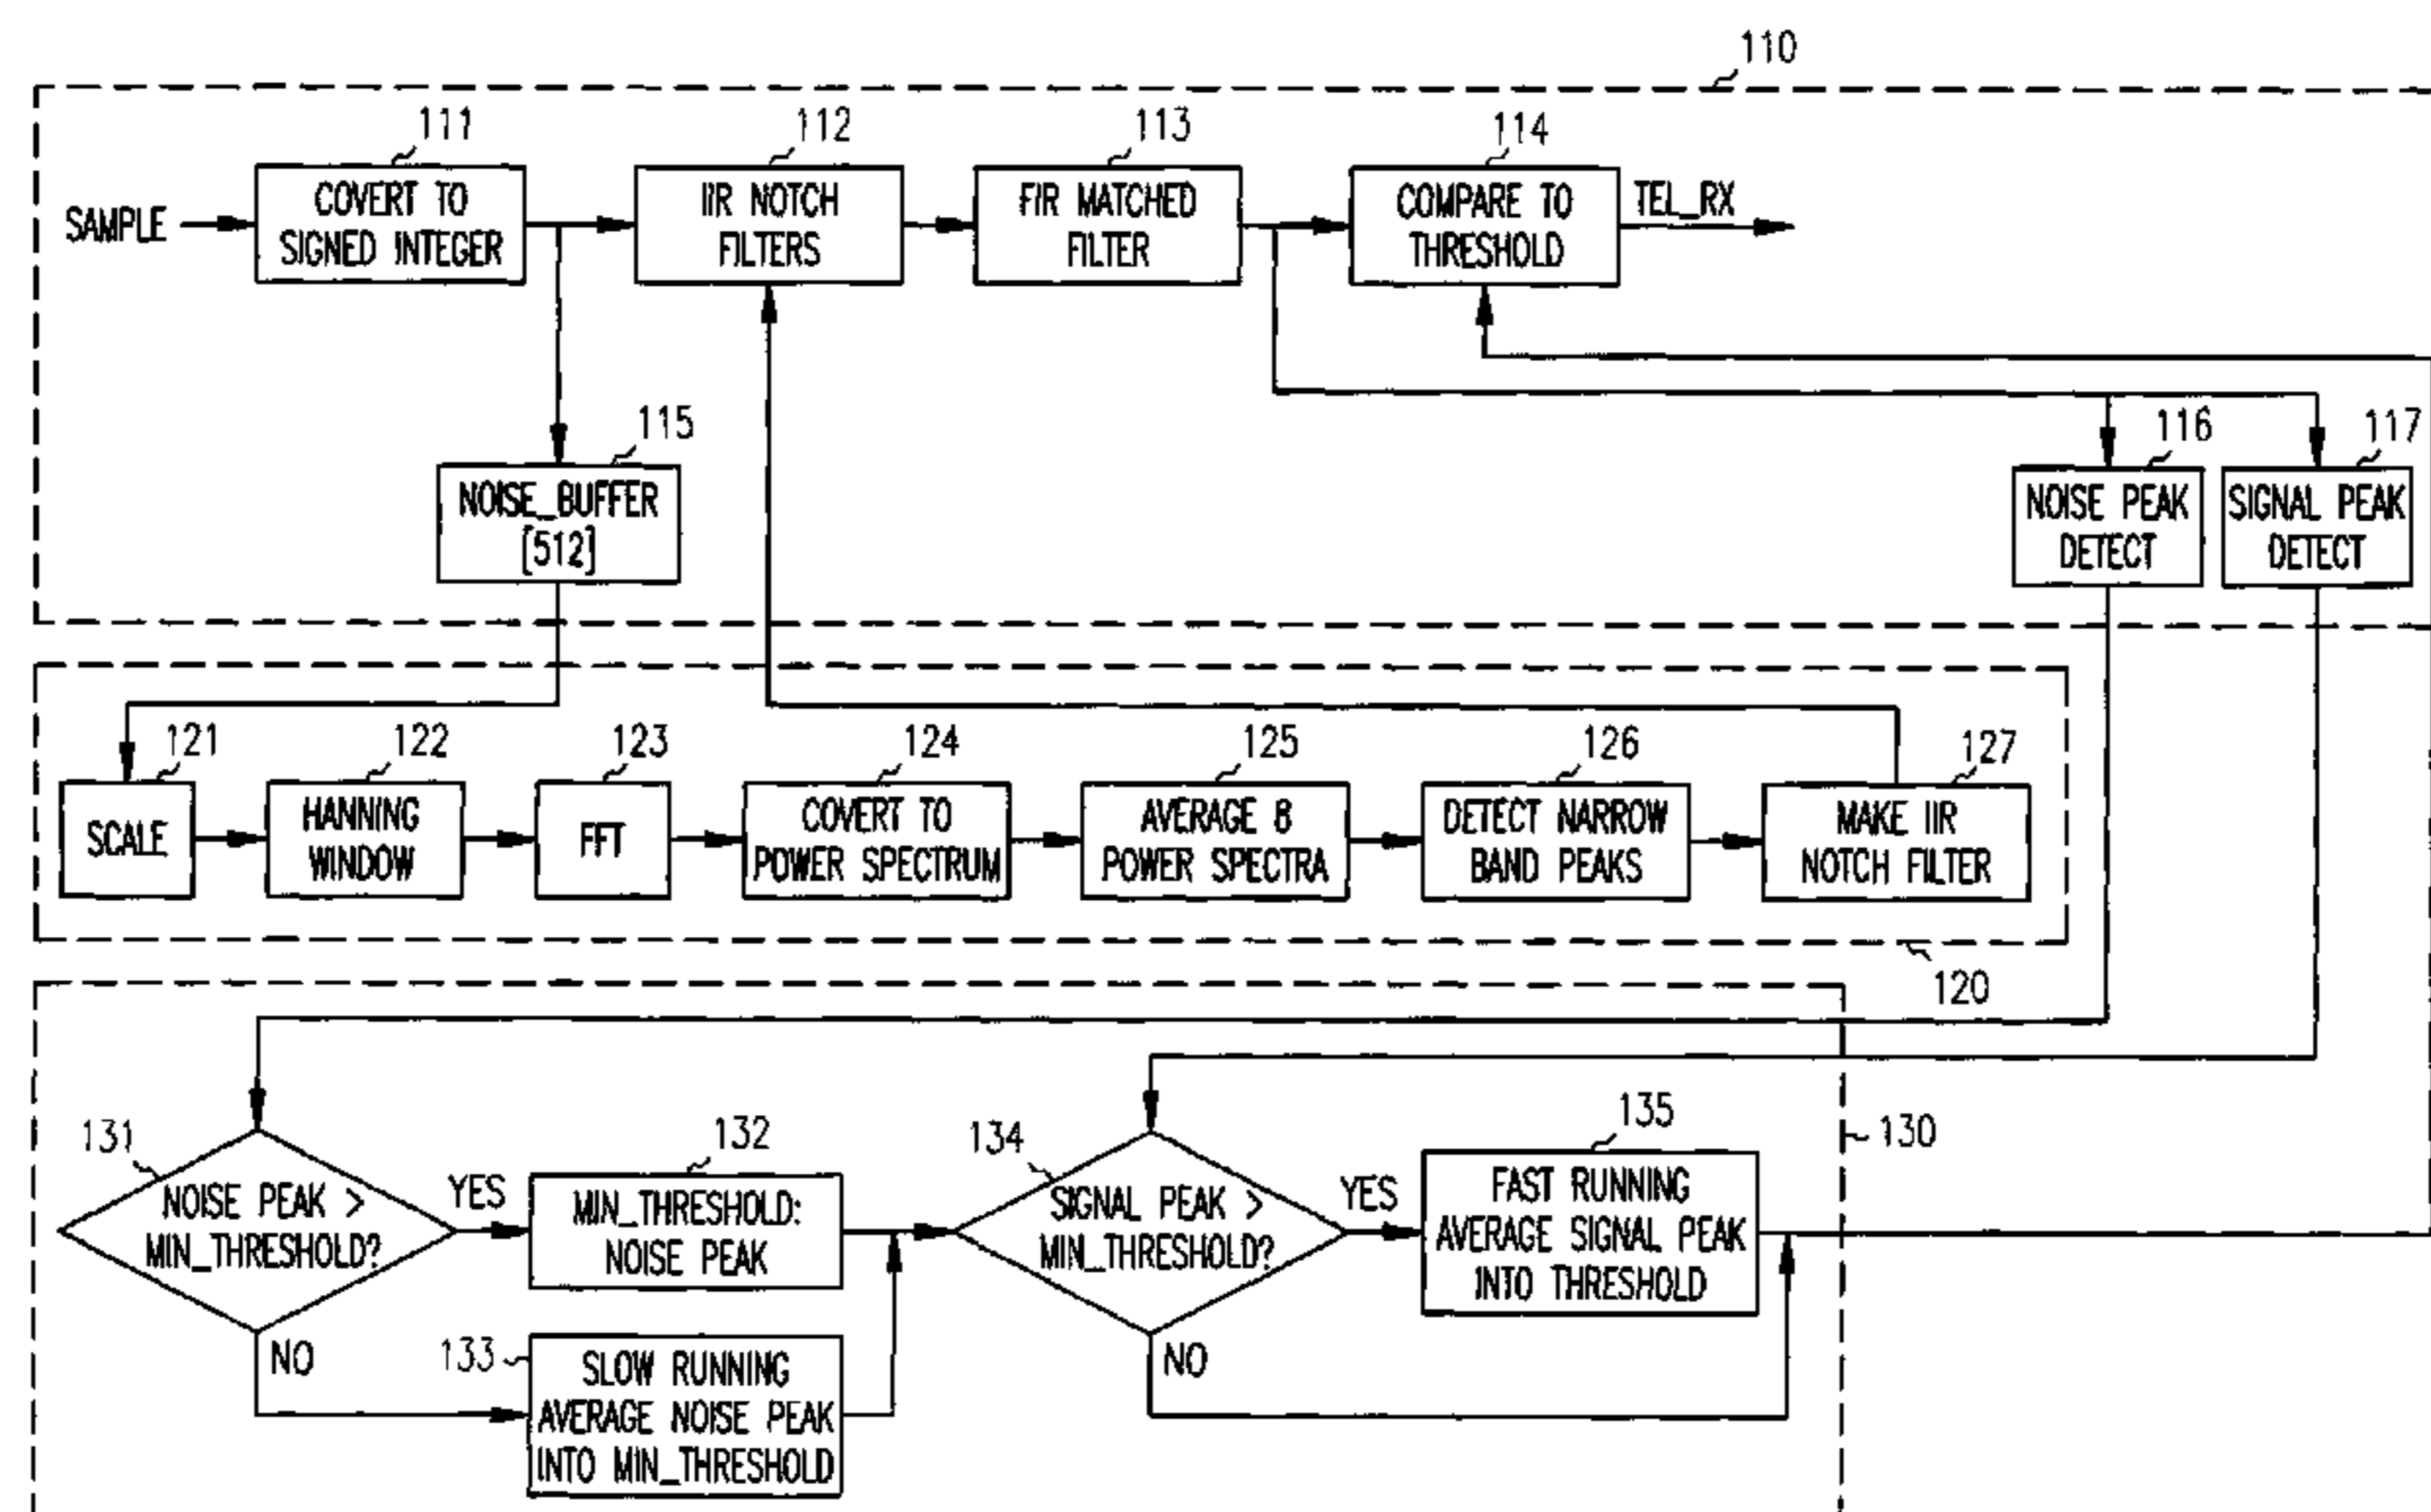 110
111
112
113
114
SAMPLE
COVERT TO
SIGNED INTEGER
IIR NOTCH
FILTERS
FIR MATCHED
FILTER
COMPARE TO
THRESHOLD
TEL_RX
115
NOISE_BUFFER
[512]
116
117
NOISE PEAK
DETECT
SIGNAL PEAK
DETECT
121
122
123
124
125
126
127
SCALE
HANNING
WINDOW
FFT
COVERT TO
POWER SPECTRUM
AVERAGE 8
POWER SPECTRA
DETECT NARROW
BAND PEAKS
MAKE IIR
NOTCH FILTER
120
131
NOISE PEAK >
MIN_THRESHOLD?
YES
NO
132
MIN_THRESHOLD:
NOISE PEAK
133
SLOW RUNNING
AVERAGE NOISE PEAK
INTO MIN_THRESHOLD
134
SIGNAL PEAK >
MIN_THRESHOLD?
YES
NO
135
FAST RUNNING
AVERAGE SIGNAL PEAK
INTO THRESHOLD
130